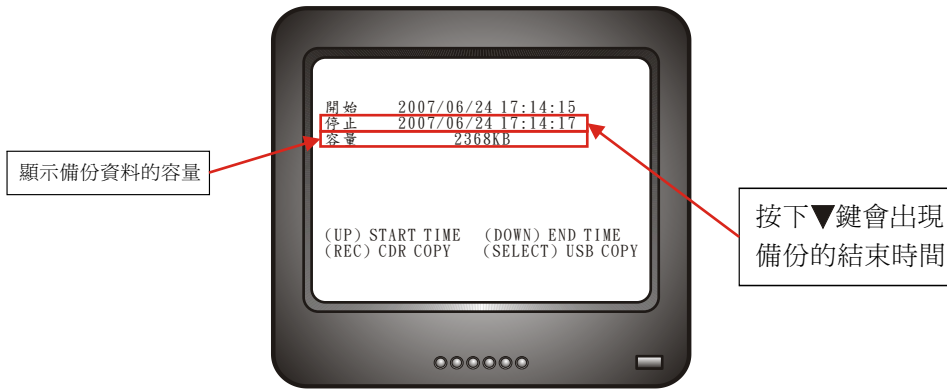 開始 2007/06/24 17:14:15
停止 2007/06/24 17:14:17
容量 2368KB
顯示備份資料的容量
按下▼鍵會出現
備份的結束時間
(UP) START TIME (DOWN) END TIME
(REC) CDR COPY (SELECT) USB COPY